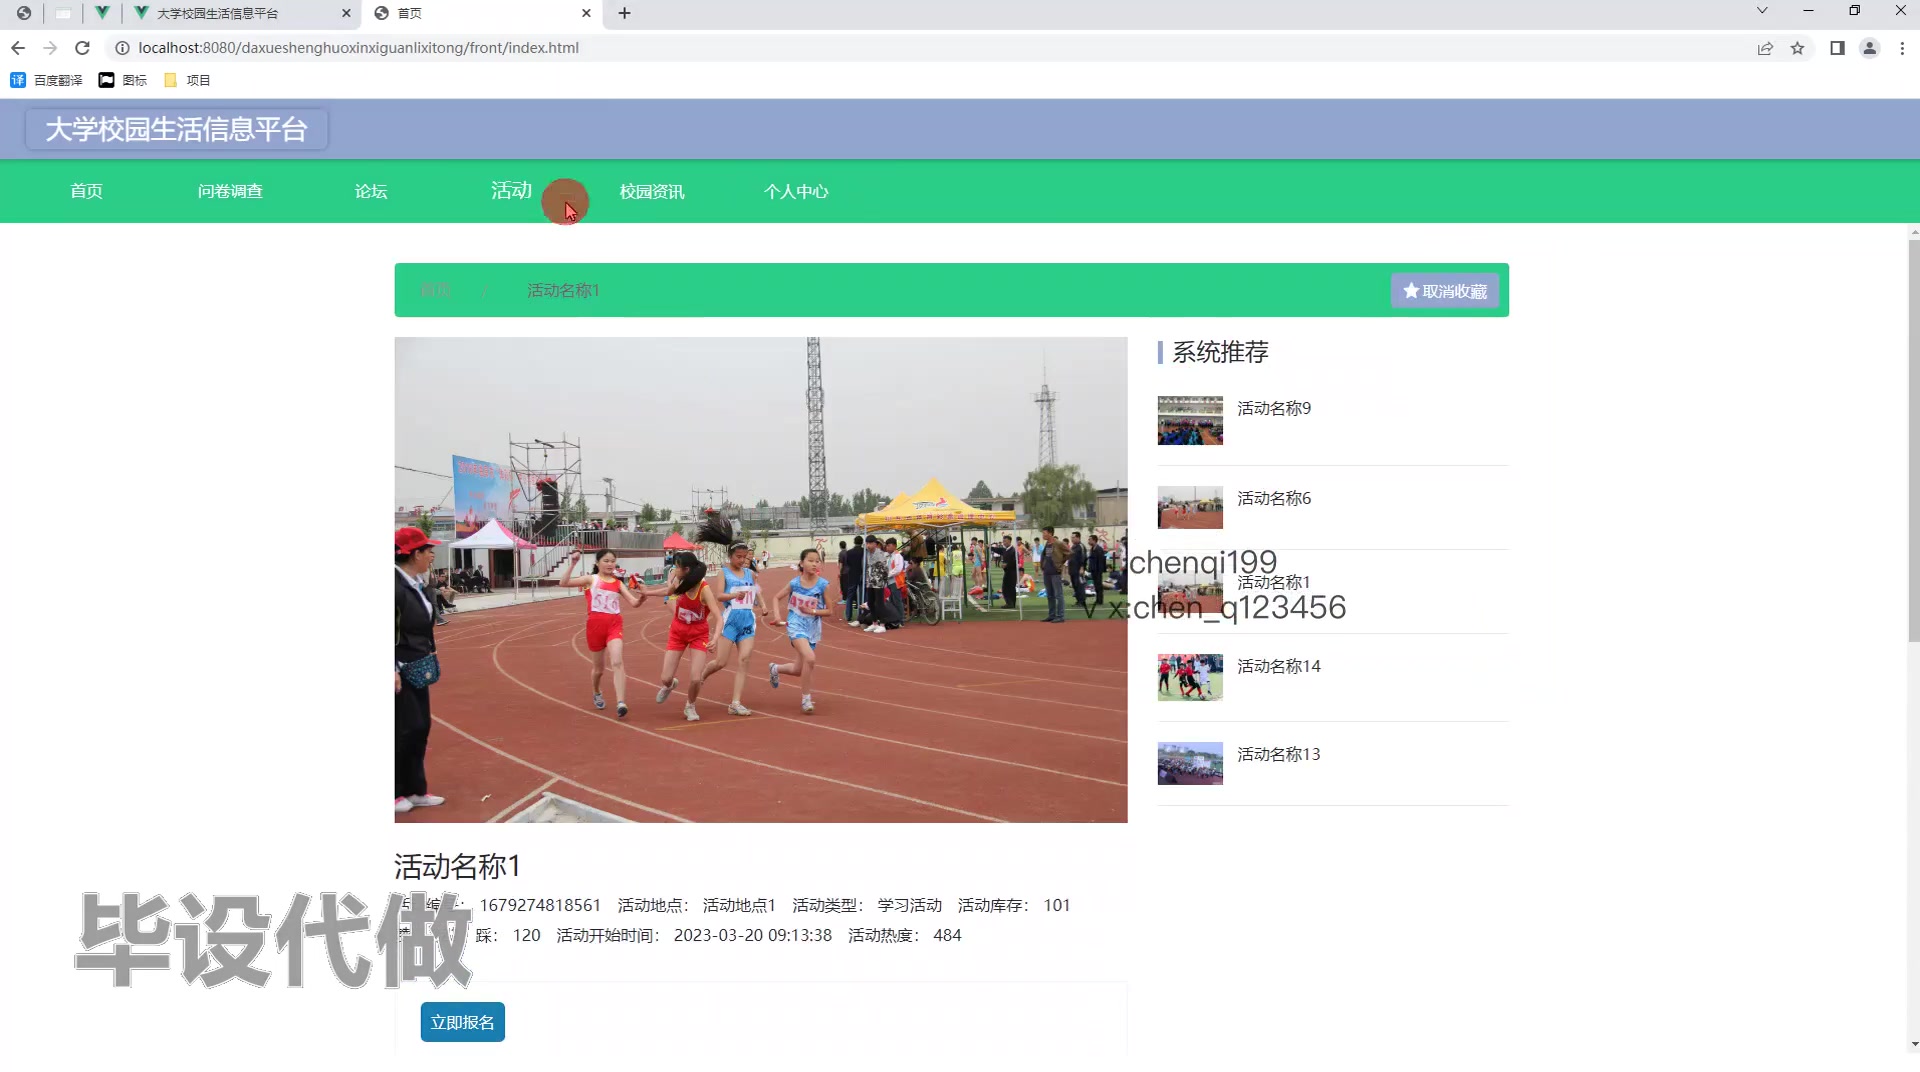 大学校园生活信息平台
首页
localhost:8080/daxueshenghuoxinxiguanlixitong/front/index.html
百度翻译
图标
项目
大学校园生活信息平台
首页
问卷调查
论坛
活动
校园资讯
个人中心
首页 / 活动名称1
取消收藏
系统推荐
活动名称9
活动名称6
chenqi199
活动名称1
v x:chen_q123456
活动名称14
活动名称13
活动名称1
1679274818561 活动地点： 活动地点1 活动类型： 学习活动 活动库存： 101
踩： 120 活动开始时间： 2023-03-20 09:13:38 活动热度： 484
毕设代做
立即报名